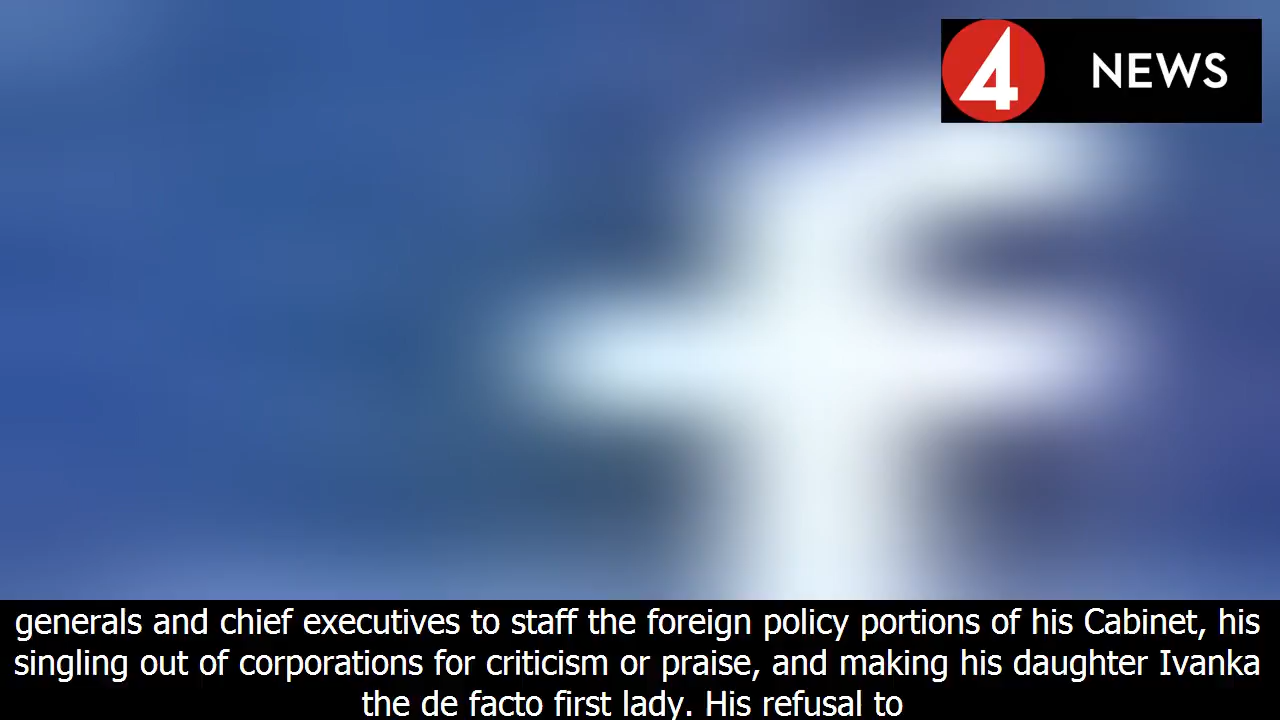 4 NEWS
generals and chief executives to staff the foreign policy portions of his Cabinet, his
singling out of corporations for criticism or praise, and making his daughter Ivanka
the de facto first lady. His refusal to